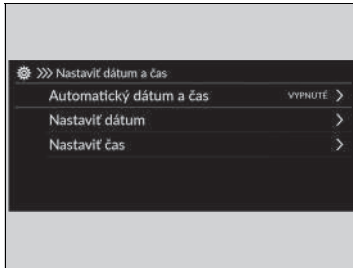 Nastaviť dátum a čas
Automatický dátum a čas VYPNUTÉ
Nastaviť dátum
Nastaviť čas